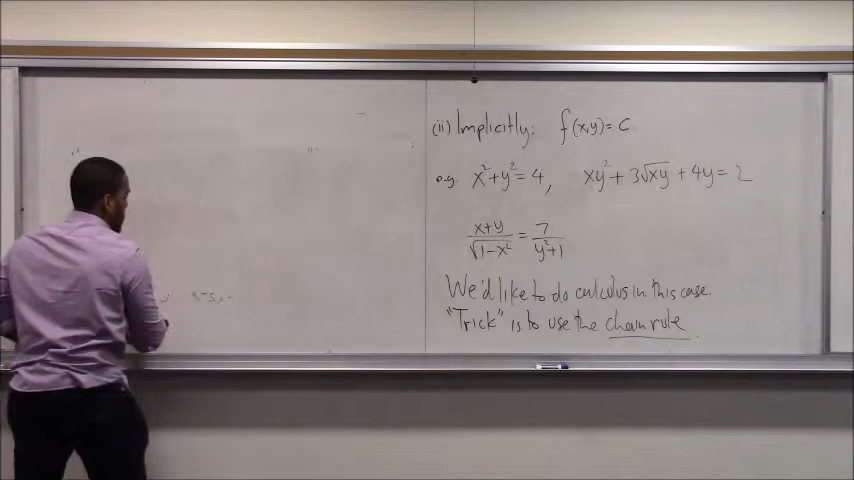 (ii) Implicitly: f(x,y) = C
e.g. x² + y² = 4, xy² + 3√xy + 4y = 2
x+y/√1-x² = 7/y²+1
We'd like to do calculus in this case.
"Trick" is to use the chain rule